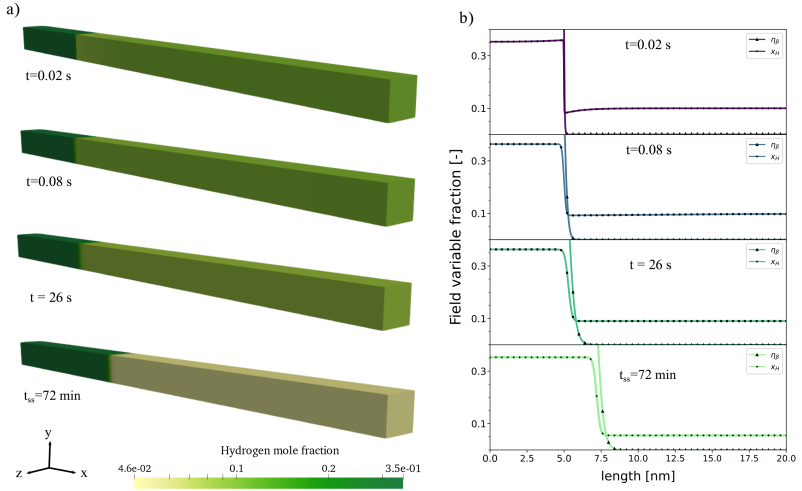 a)
t=0.02 s
t=0.08 s
t = 26 s
t_ss=72 min
y
z
x
Hydrogen mole fraction
4.6e-02 0.1 0.2 3.5e-01
b)
Field variable fraction [-]
0.3
0.1
t=0.02 s
η_β
x_H
0.3
0.1
t=0.08 s
η_β
x_H
0.3
0.1
t = 26 s
η_β
x_H
0.3
0.1
t_ss=72 min
η_β
x_H
0.0 2.5 5.0 7.5 10.0 12.5 15.0 17.5 20.0
length [nm]